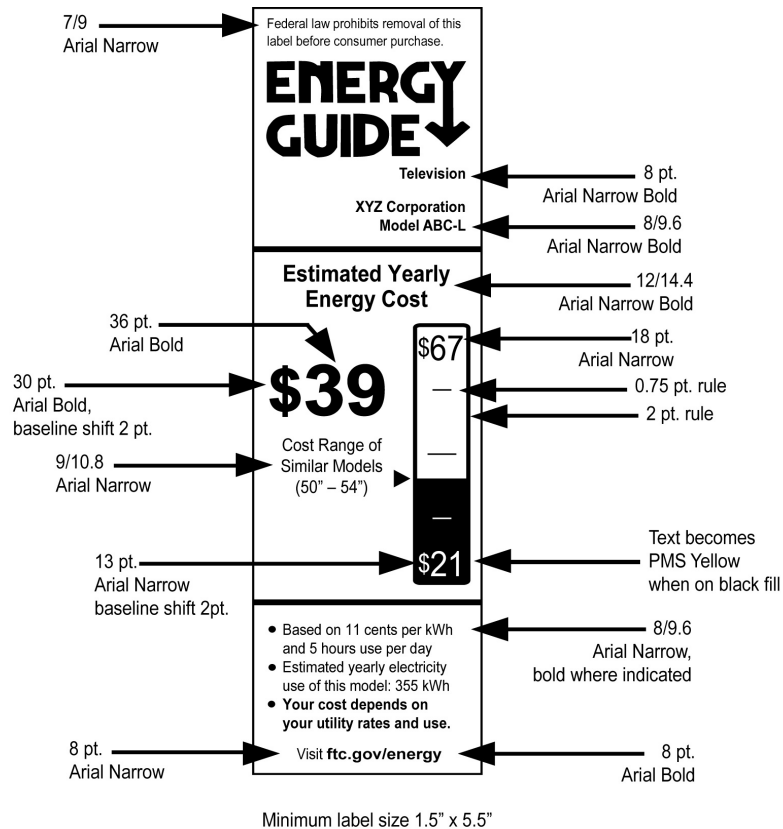 7/9
Arial Narrow
Federal law prohibits removal of this
label before consumer purchase.
ENERGY
GUIDE
Television
8 pt.
Arial Narrow Bold
XYZ Corporation
Model ABC-L
8/9.6
Arial Narrow Bold
Estimated Yearly
Energy Cost
12/14.4
Arial Narrow Bold
36 pt.
Arial Bold
$67
18 pt.
Arial Narrow
30 pt.
Arial Bold,
baseline shift 2 pt.
$39
0.75 pt. rule
2 pt. rule
9/10.8
Arial Narrow
Cost Range of
Similar Models
(50” – 54”)
13 pt.
Arial Narrow
baseline shift 2pt.
$21
Text becomes
PMS Yellow
when on black fill
● Based on 11 cents per kWh
and 5 hours use per day
● Estimated yearly electricity
use of this model: 355 kWh
● Your cost depends on
your utility rates and use.
8/9.6
Arial Narrow,
bold where indicated
8 pt.
Arial Narrow
Visit ftc.gov/energy
8 pt.
Arial Bold
Minimum label size 1.5” x 5.5”